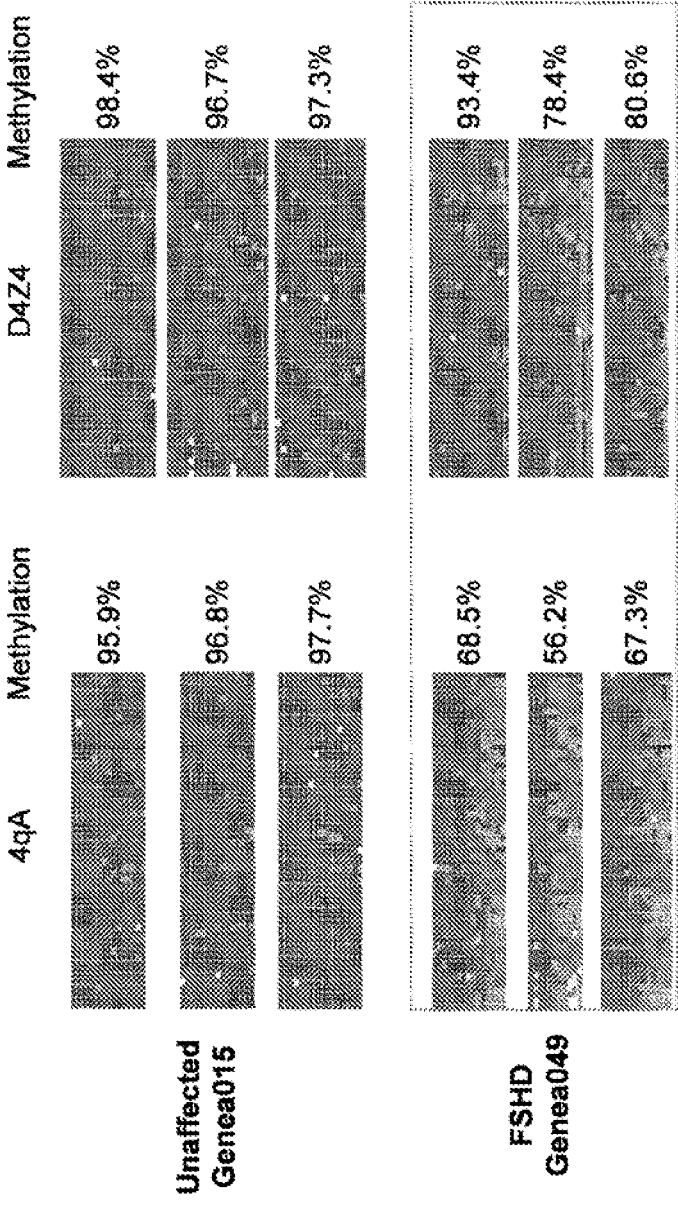 4qA Methylation D4Z4 Methylation
Unaffected
Genea015
95.9% 98.4%
96.8% 96.7%
97.7% 97.3%
FSHD
Genea049
68.5% 93.4%
56.2% 78.4%
67.3% 80.6%